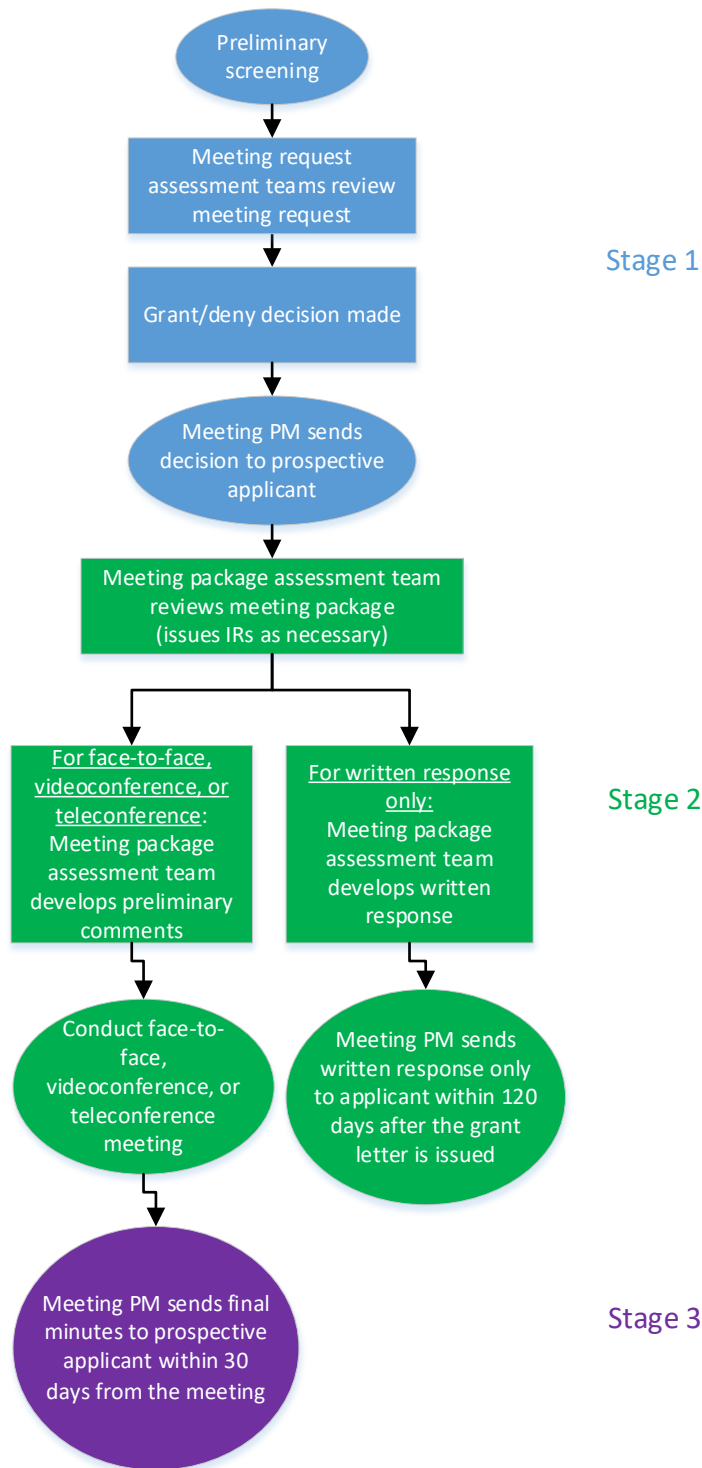 Preliminary
screening
Meeting request
assessment teams review
meeting request
Stage 1
Grant/deny decision made
Meeting PM sends
decision to prospective
applicant
Meeting package assessment team
reviews meeting package
(issues IRs as necessary)
For face-to-face,
videoconference, or
teleconference:
Meeting package
assessment team
develops preliminary
comments
For written response
only:
Meeting package
assessment team
develops written
response
Stage 2
Conduct face-to-
face,
videoconference, or
teleconference
meeting
Meeting PM sends
written response only
to applicant within 120
days after the grant
letter is issued
Meeting PM sends final
minutes to prospective
applicant within 30
days from the meeting
Stage 3